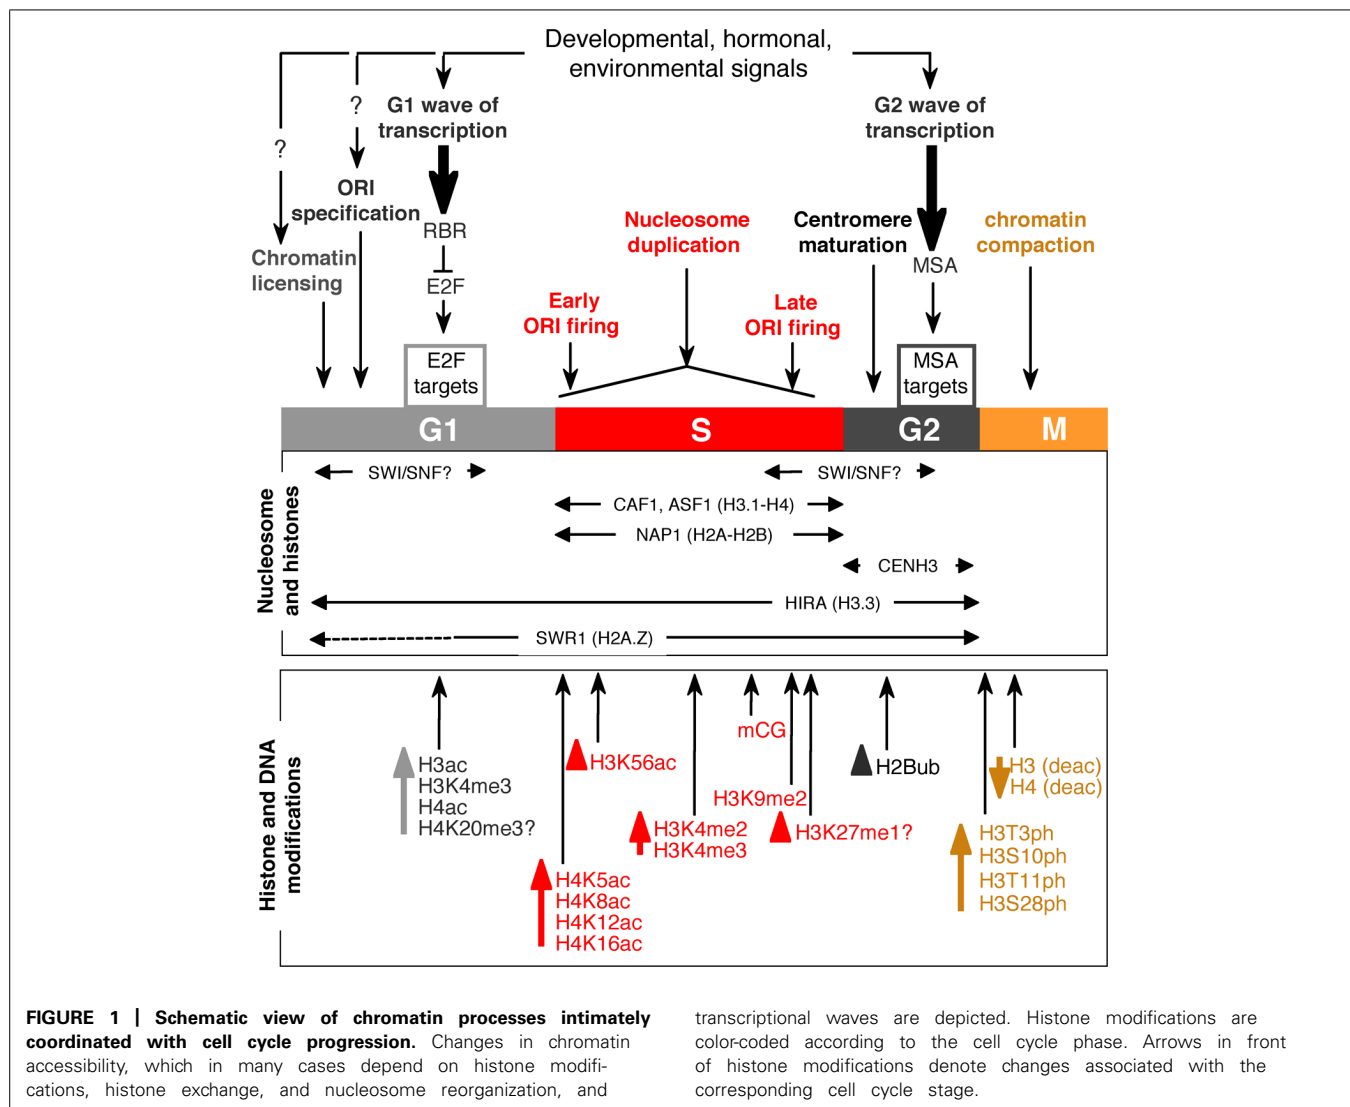 Developmental, hormonal,
environmental signals
?
?
G1 wave of
transcription
G2 wave of
transcription
ORI
specification
RBR
Chromatin
licensing
E2F
Nucleosome
duplication
Centromere
maturation
chromatin
compaction
MSA
Early
ORI firing
Late
ORI firing
E2F
targets
MSA
targets
G1
S
G2
M
Nucleosome
and histones
SWI/SNF?
SWI/SNF?
CAF1, ASF1 (H3.1-H4)
NAP1 (H2A-H2B)
CENH3
HIRA (H3.3)
SWR1 (H2A.Z)
Histone and DNA
modifications
H3ac
H3K4me3
H4ac
H4K20me3?
H4K5ac
H4K8ac
H4K12ac
H4K16ac
H3K56ac
H3K4me2
H3K4me3
mCG
H3K9me2
H3K27me1?
H2Bub
H3 (deac)
H4 (deac)
H3T3ph
H3S10ph
H3T11ph
H3S28ph
FIGURE 1 | Schematic view of chromatin processes intimately
coordinated with cell cycle progression. Changes in chromatin
accessibility, which in many cases depend on histone modifi-
cations, histone exchange, and nucleosome reorganization, and
transcriptional waves are depicted. Histone modifications are
color-coded according to the cell cycle phase. Arrows in front
of histone modifications denote changes associated with the
corresponding cell cycle stage.